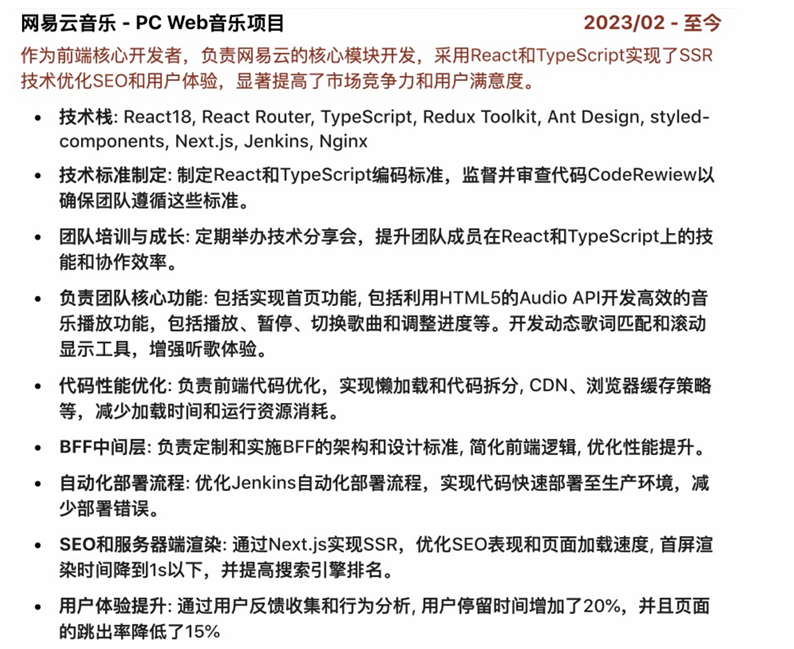 网易云音乐 - PC Web音乐项目 2023/02 - 至今
作为前端核心开发者，负责网易云的核心模块开发，采用React和TypeScript实现了SSR
技术优化SEO和用户体验，显著提高了市场竞争力和用户满意度。
• 技术栈: React18, React Router, TypeScript, Redux Toolkit, Ant Design, styled-
components, Next.js, Jenkins, Nginx
• 技术标准制定: 制定React和TypeScript编码标准，监督并审查代码CodeRewiew以
确保团队遵循这些标准。
• 团队培训与成长: 定期举办技术分享会，提升团队成员在React和TypeScript上的技
能和协作效率。
• 负责团队核心功能: 包括实现首页功能, 包括利用HTML5的Audio API开发高效的音
乐播放功能，包括播放、暂停、切换歌曲和调整进度等。开发动态歌词匹配和滚动
显示工具，增强听歌体验。
• 代码性能优化: 负责前端代码优化，实现懒加载和代码拆分, CDN、浏览器缓存策略
等，减少加载时间和运行资源消耗。
• BFF中间层: 负责定制和实施BFF的架构和设计标准, 简化前端逻辑, 优化性能提升。
• 自动化部署流程: 优化Jenkins自动化部署流程，实现代码快速部署至生产环境，减
少部署错误。
• SEO和服务器端渲染: 通过Next.js实现SSR，优化SEO表现和页面加载速度, 首屏渲
染时间降到1s以下，并提高搜索引擎排名。
• 用户体验提升: 通过用户反馈收集和行为分析, 用户停留时间增加了20%，并且页面
的跳出率降低了15%